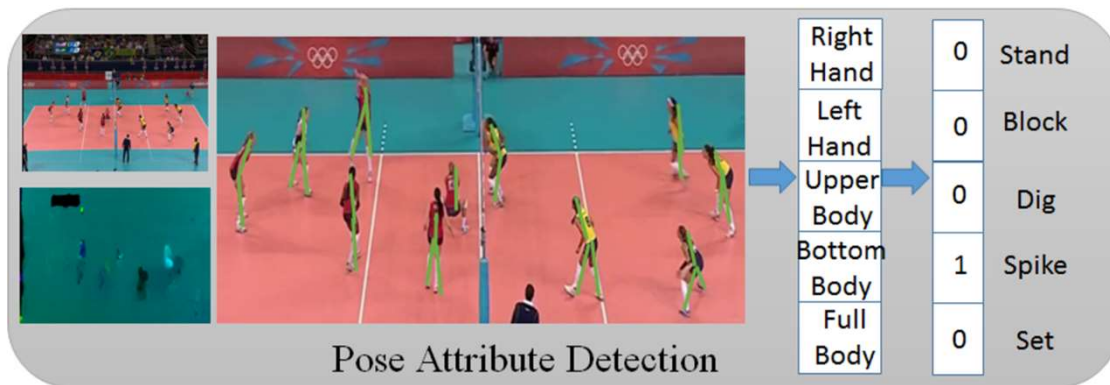 Right
Hand
Left
Hand
Upper
Body
Bottom
Body
Full
Body
0
Stand
0
Block
0
Dig
1
Spike
0
Set
Pose Attribute Detection